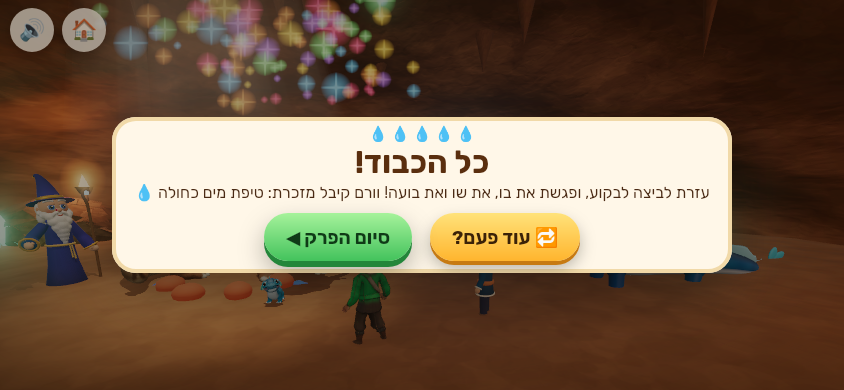 כל הכבוד!
עזרת לביצה לבקוע, ופגשת את בו, את שו ואת בועה! וורם קיבל מזכרת: טיפת מים כחולה 💧
🔁 עוד פעם?
סיום הפרק ◀